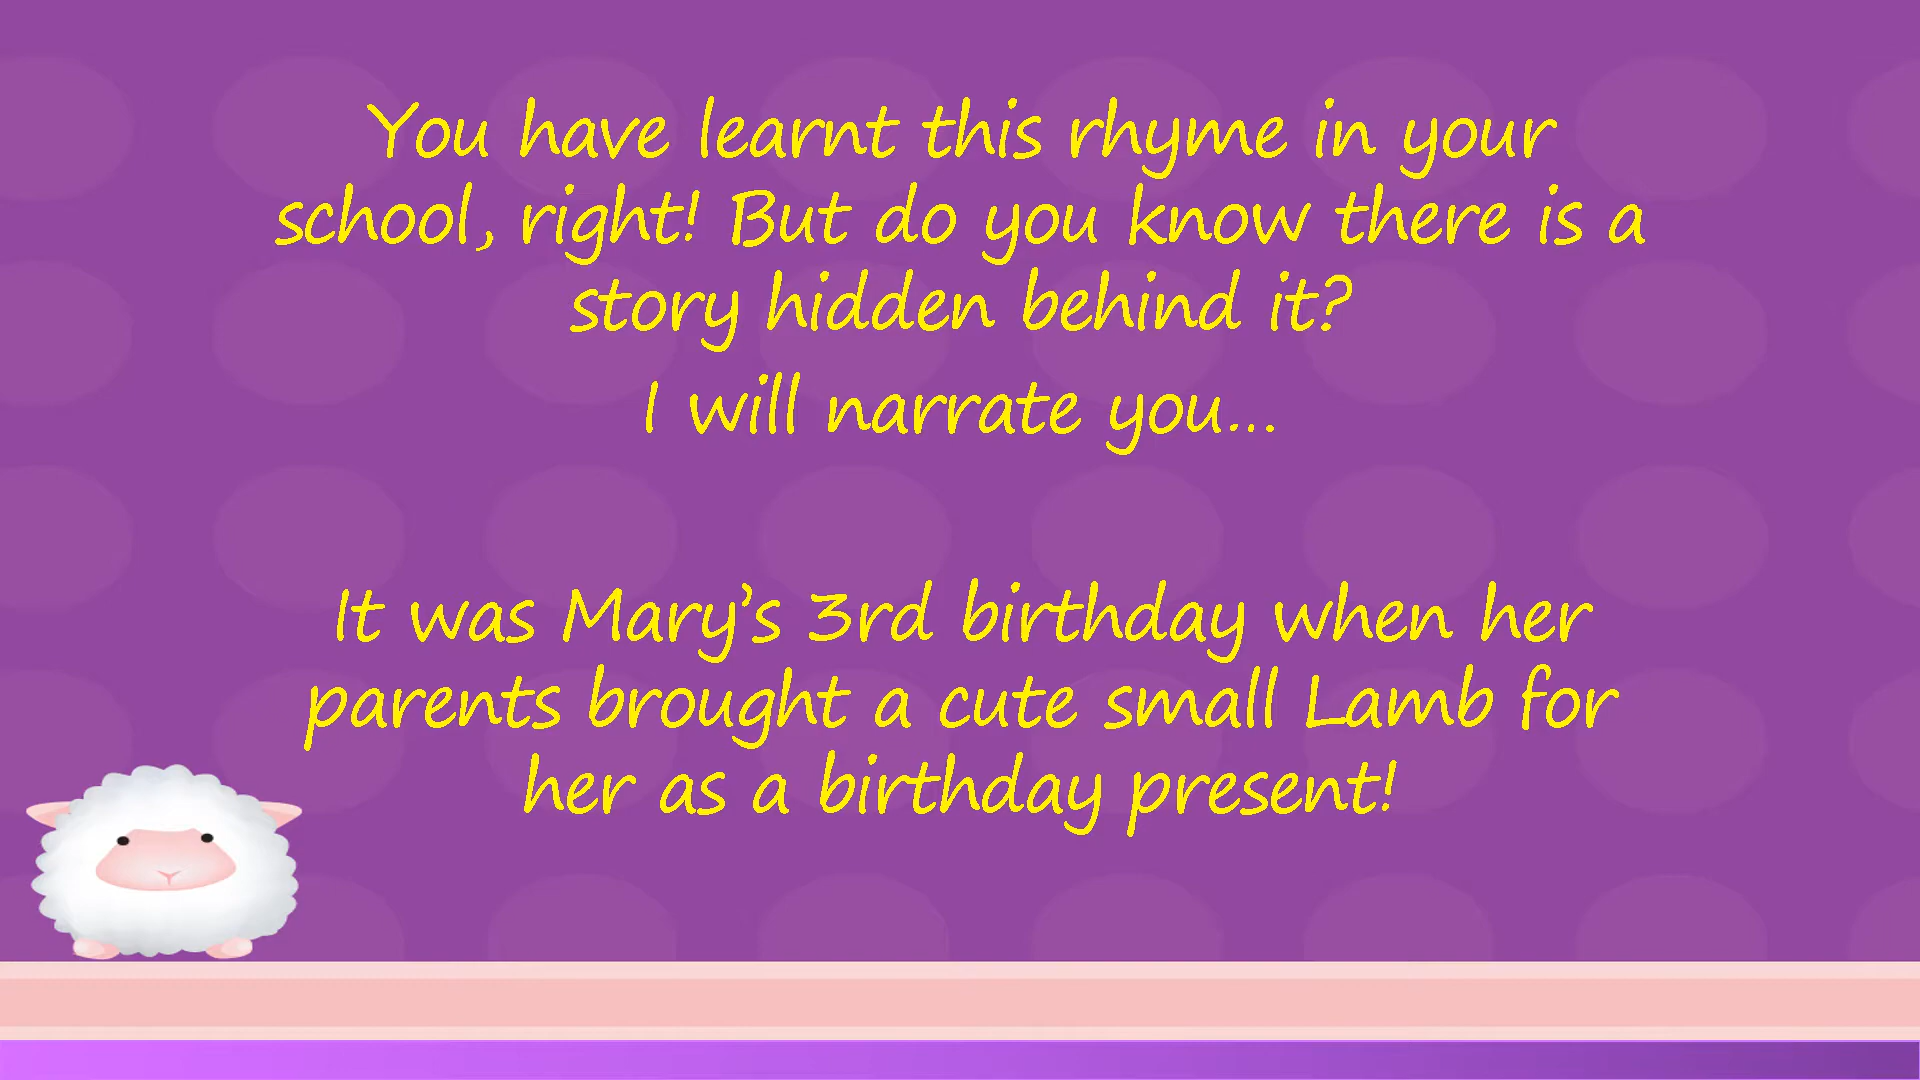 You have learnt this rhyme in your
school, right! But do you know there is a
story hidden behind it?
I will narrate you...
It was Mary’s 3rd birthday when her
parents brought a cute small Lamb for
her as a birthday present!